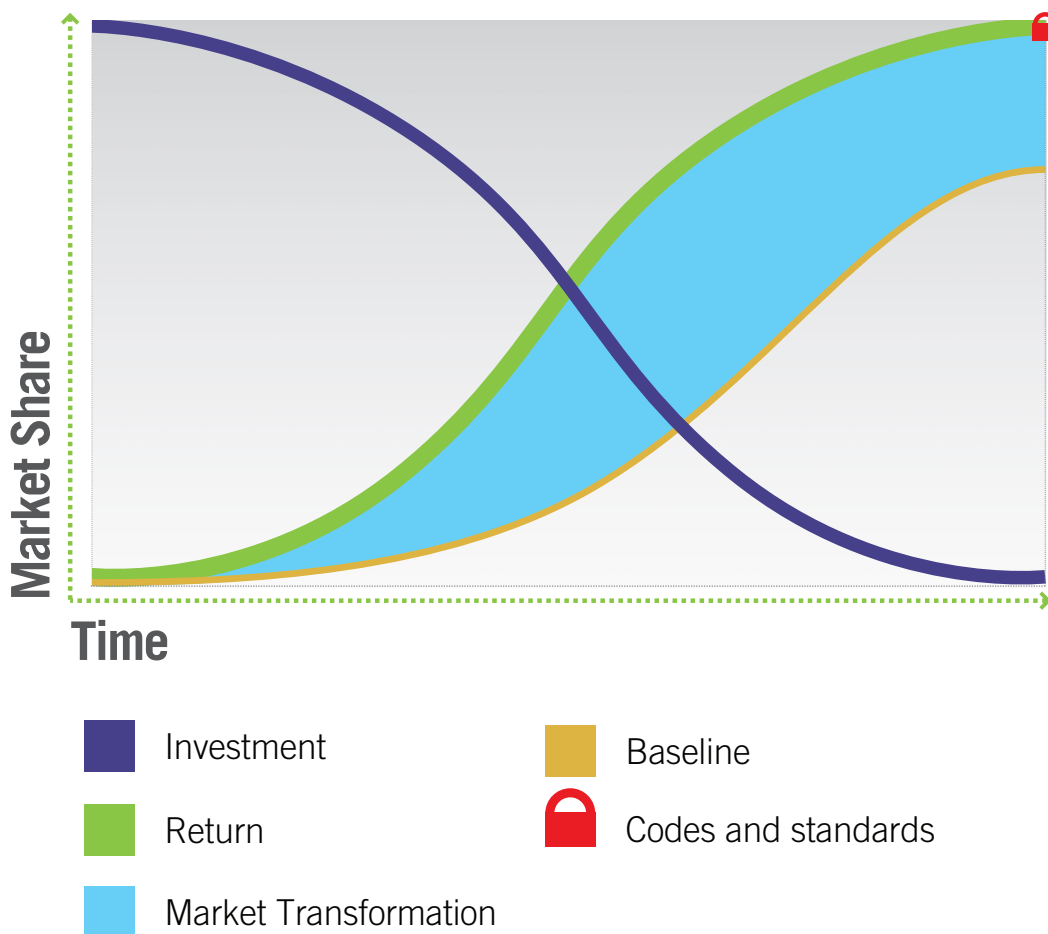 Market Share
Time
Investment
Return
Market Transformation
Baseline
Codes and standards